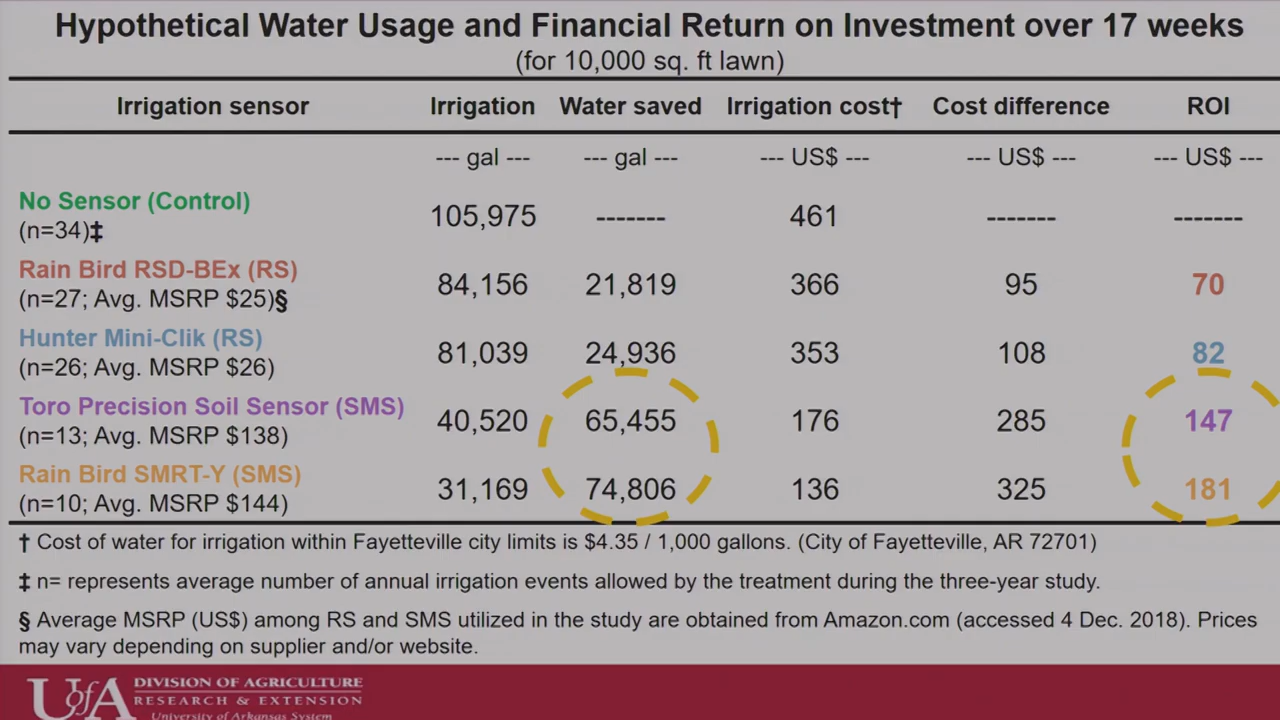 Hypothetical Water Usage and Financial Return on Investment over 17 weeks
(for 10,000 sq. ft lawn)
Irrigation sensor Irrigation Water saved Irrigation cost† Cost difference ROI
--- gal --- --- gal --- --- US$ --- --- US$ --- --- US$ ---
No Sensor (Control)
(n=34)‡ 105,975 ------- 461 ------- -------
Rain Bird RSD-BEx (RS)
(n=27; Avg. MSRP $25)§ 84,156 21,819 366 95 70
Hunter Mini-Clik (RS)
(n=26; Avg. MSRP $26) 81,039 24,936 353 108 82
Toro Precision Soil Sensor (SMS)
(n=13; Avg. MSRP $138) 40,520 65,455 176 285 147
Rain Bird SMRT-Y (SMS)
(n=10; Avg. MSRP $144) 31,169 74,806 136 325 181
† Cost of water for irrigation within Fayetteville city limits is $4.35 / 1,000 gallons. (City of Fayetteville, AR 72701)
‡ n= represents average number of annual irrigation events allowed by the treatment during the three-year study.
§ Average MSRP (US$) among RS and SMS utilized in the study are obtained from Amazon.com (accessed 4 Dec. 2018). Prices
may vary depending on supplier and/or website.
UofA DIVISION OF AGRICULTURE
RESEARCH & EXTENSION
University of Arkansas System